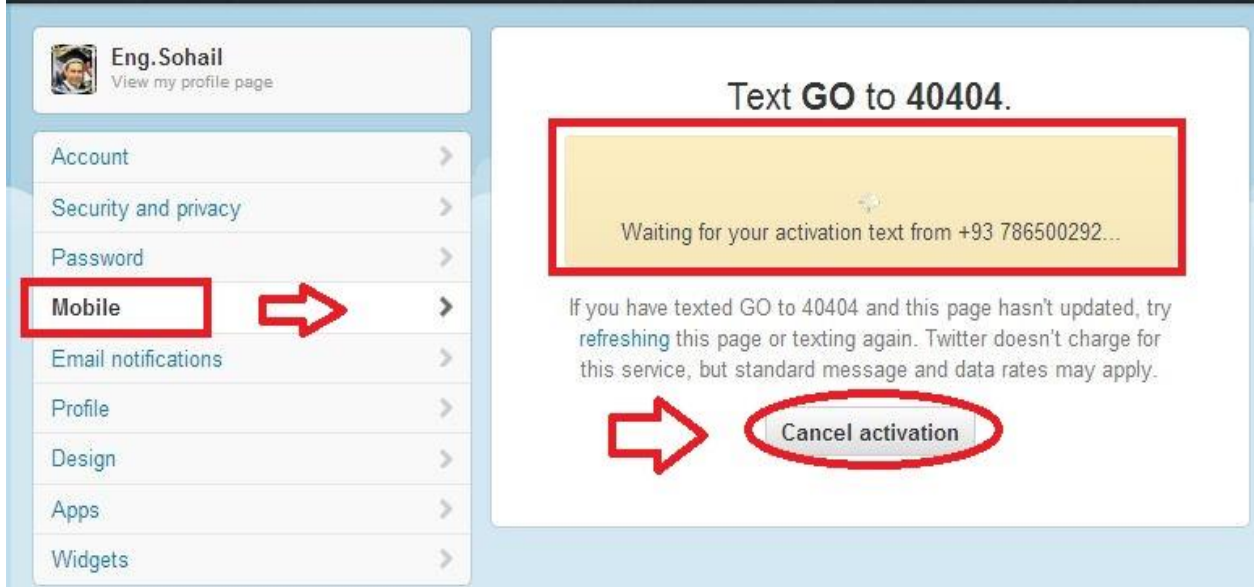 Eng.Sohail
View my profile page
Account
Security and privacy
Password
Mobile
Email notifications
Profile
Design
Apps
Widgets
Text GO to 40404.
Waiting for your activation text from +93 786500292...
If you have texted GO to 40404 and this page hasn't updated, try
refreshing this page or texting again. Twitter doesn't charge for
this service, but standard message and data rates may apply.
Cancel activation